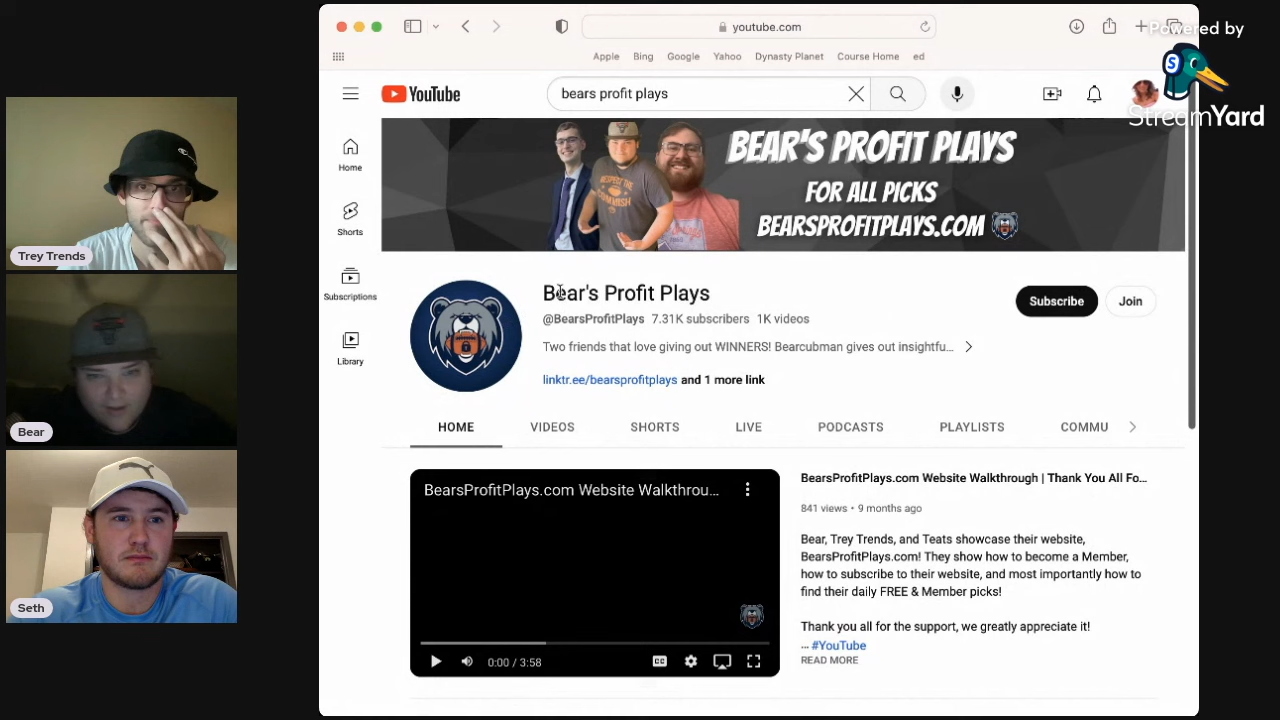 Powered by
StreamYard
youtube.com
Apple Bing Google Yahoo Dynasty Planet Course Home ed
YouTube
bears profit plays
Home
Shorts
Subscriptions
Library
BEAR'S PROFIT PLAYS
FOR ALL PICKS
BEARSPROFITPLAYS.COM
Bear's Profit Plays
@BearsProfitPlays 7.31K subscribers 1K videos
Two friends that love giving out WINNERS! Bearcubman gives out insightfu...
linktr.ee/bearsprofitplays and 1 more link
Subscribe Join
HOME VIDEOS SHORTS LIVE PODCASTS PLAYLISTS COMMU
BearsProfitPlays.com Website Walkthrou...
0:00 / 3:58
BearsProfitPlays.com Website Walkthrough | Thank You All Fo...
841 views • 9 months ago
Bear, Trey Trends, and Teats showcase their website,
BearsProfitPlays.com! They show how to become a Member,
how to subscribe to their website, and most importantly how to
find their daily FREE & Member picks!
Thank you all for the support, we greatly appreciate it!
... #YouTube
READ MORE
Trey Trends
Bear
Seth